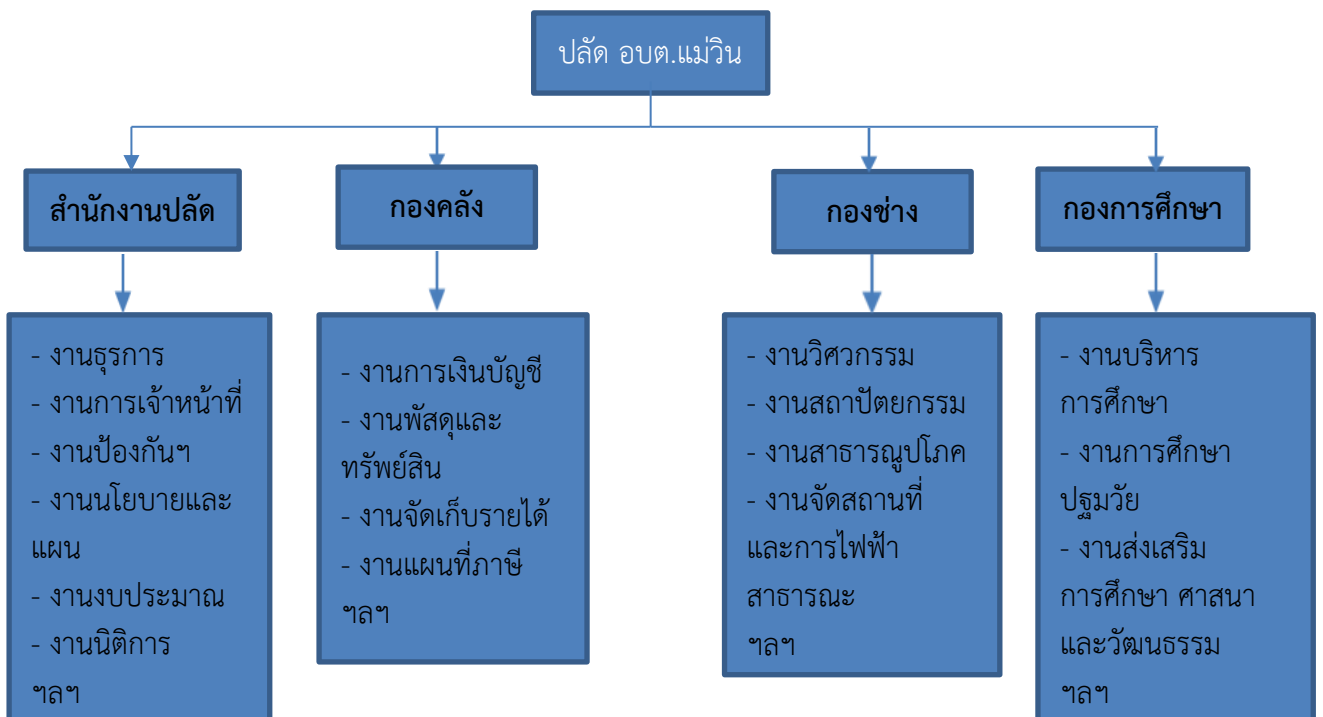 ปลัด อบต.แม่วิน
สำนักงานปลัด
กองคลัง
กองช่าง
กองการศึกษา
- งานธุรการ
- งานการเจ้าหน้าที่
- งานป้องกันฯ
- งานนโยบายและ
แผน
- งานงบประมาณ
- งานนิติการ
ฯลฯ
- งานการเงินบัญชี
- งานพัสดุและ
ทรัพย์สิน
- งานจัดเก็บรายได้
- งานแผนที่ภาษี
ฯลฯ
- งานวิศวกรรม
- งานสถาปัตยกรรม
- งานสาธารณูปโภค
- งานจัดสถานที่
และการไฟฟ้า
สาธารณะ
ฯลฯ
- งานบริหาร
การศึกษา
- งานการศึกษา
ปฐมวัย
- งานส่งเสริม
การศึกษา ศาสนา
และวัฒนธรรม
ฯลฯ